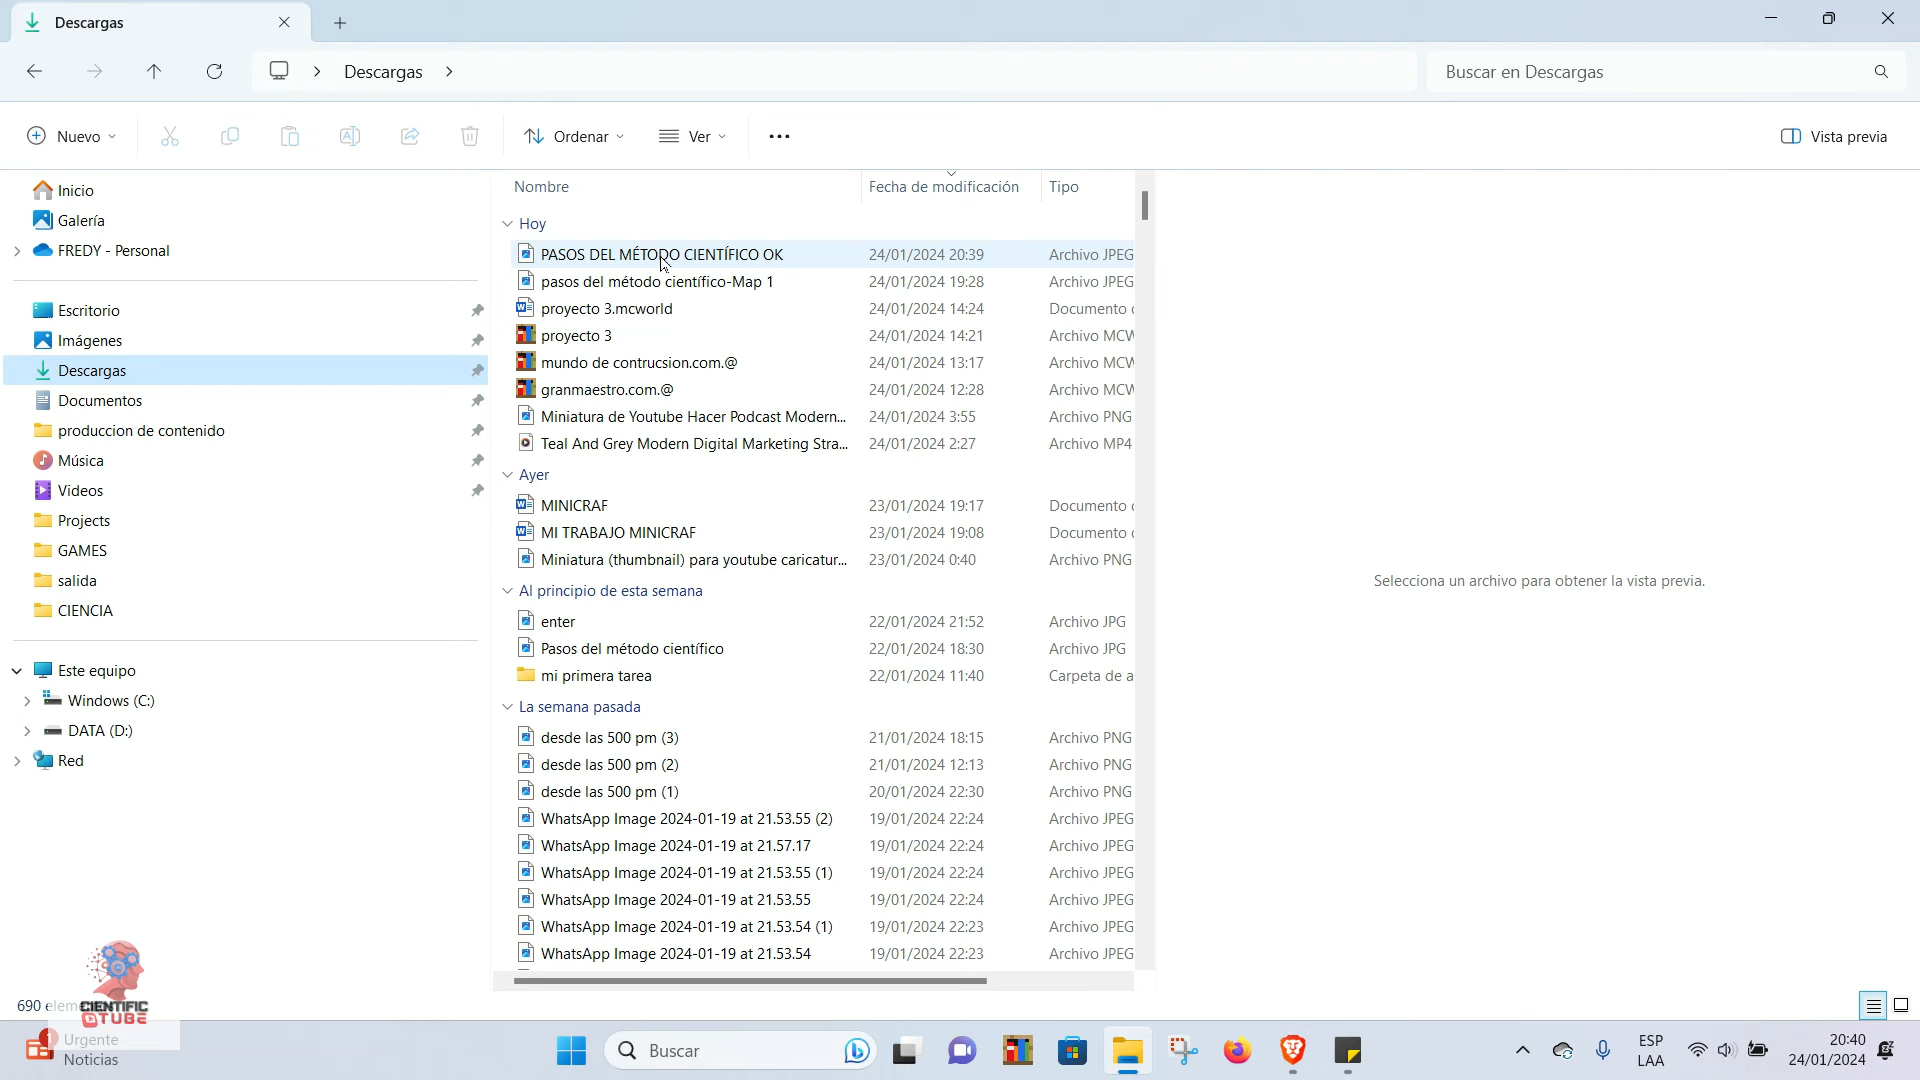 Descargas
Descargas
Buscar en Descargas
Nuevo
Ordenar
Ver
Vista previa
Inicio
Galería
FREDY - Personal
Escritorio
Imágenes
Descargas
Documentos
produccion de contenido
Música
Videos
Projects
GAMES
salida
CIENCIA
Este equipo
Windows (C:)
DATA (D:)
Red
Nombre Fecha de modificación Tipo
Hoy
PASOS DEL MÉTODO CIENTÍFICO OK 24/01/2024 20:39 Archivo JPEG
pasos del método científico-Map 1 24/01/2024 19:28 Archivo JPEG
proyecto 3.mcworld 24/01/2024 14:24 Documento
proyecto 3 24/01/2024 14:21 Archivo MCW
mundo de contrucsion.com.@ 24/01/2024 13:17 Archivo MCW
granmaestro.com.@ 24/01/2024 12:28 Archivo MCW
Miniatura de Youtube Hacer Podcast Modern... 24/01/2024 3:55 Archivo PNG
Teal And Grey Modern Digital Marketing Stra... 24/01/2024 2:27 Archivo MP4
Ayer
MINICRAF 23/01/2024 19:17 Documento
MI TRABAJO MINICRAF 23/01/2024 19:08 Documento
Miniatura (thumbnail) para youtube caricatur... 23/01/2024 0:40 Archivo PNG
Al principio de esta semana
enter 22/01/2024 21:52 Archivo JPG
Pasos del método científico 22/01/2024 18:30 Archivo JPG
mi primera tarea 22/01/2024 11:40 Carpeta de a
La semana pasada
desde las 500 pm (3) 21/01/2024 18:15 Archivo PNG
desde las 500 pm (2) 21/01/2024 12:13 Archivo PNG
desde las 500 pm (1) 20/01/2024 22:30 Archivo PNG
WhatsApp Image 2024-01-19 at 21.53.55 (2) 19/01/2024 22:24 Archivo JPEG
WhatsApp Image 2024-01-19 at 21.57.17 19/01/2024 22:24 Archivo JPEG
WhatsApp Image 2024-01-19 at 21.53.55 (1) 19/01/2024 22:24 Archivo JPEG
WhatsApp Image 2024-01-19 at 21.53.55 19/01/2024 22:24 Archivo JPEG
WhatsApp Image 2024-01-19 at 21.53.54 (1) 19/01/2024 22:23 Archivo JPEG
WhatsApp Image 2024-01-19 at 21.53.54 19/01/2024 22:23 Archivo JPEG
Selecciona un archivo para obtener la vista previa.
690
CIENTIFIC
TUBE
1
Urgente
Noticias
Buscar
ESP
LAA
20:40
24/01/2024